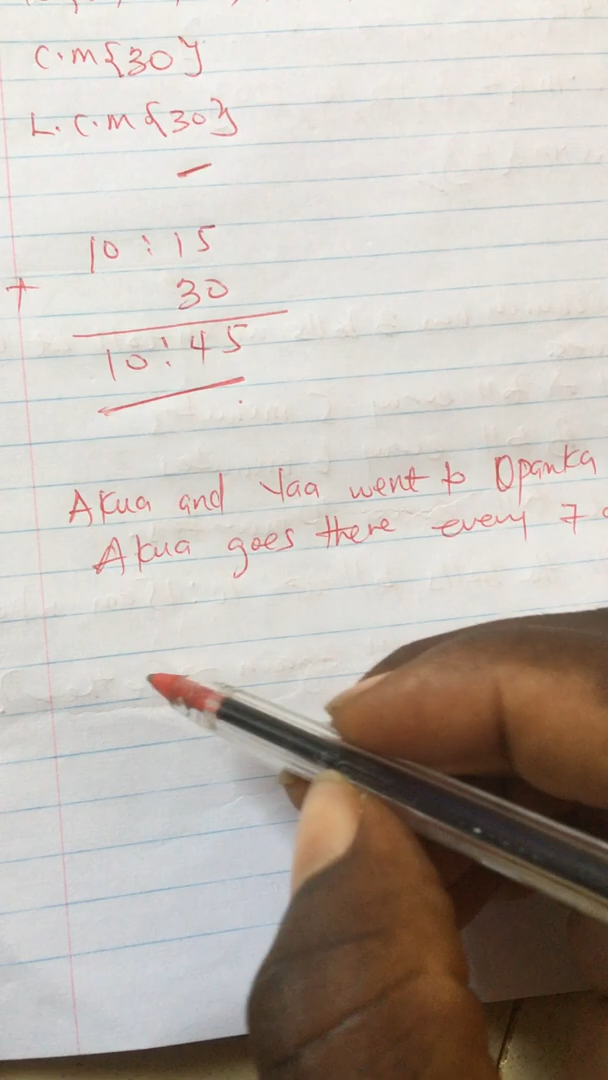 C.M{30}
L.C.M{30}
10:15
+ 30
10:45
Akua and Yaa went to Opanka
Akua goes there every 7